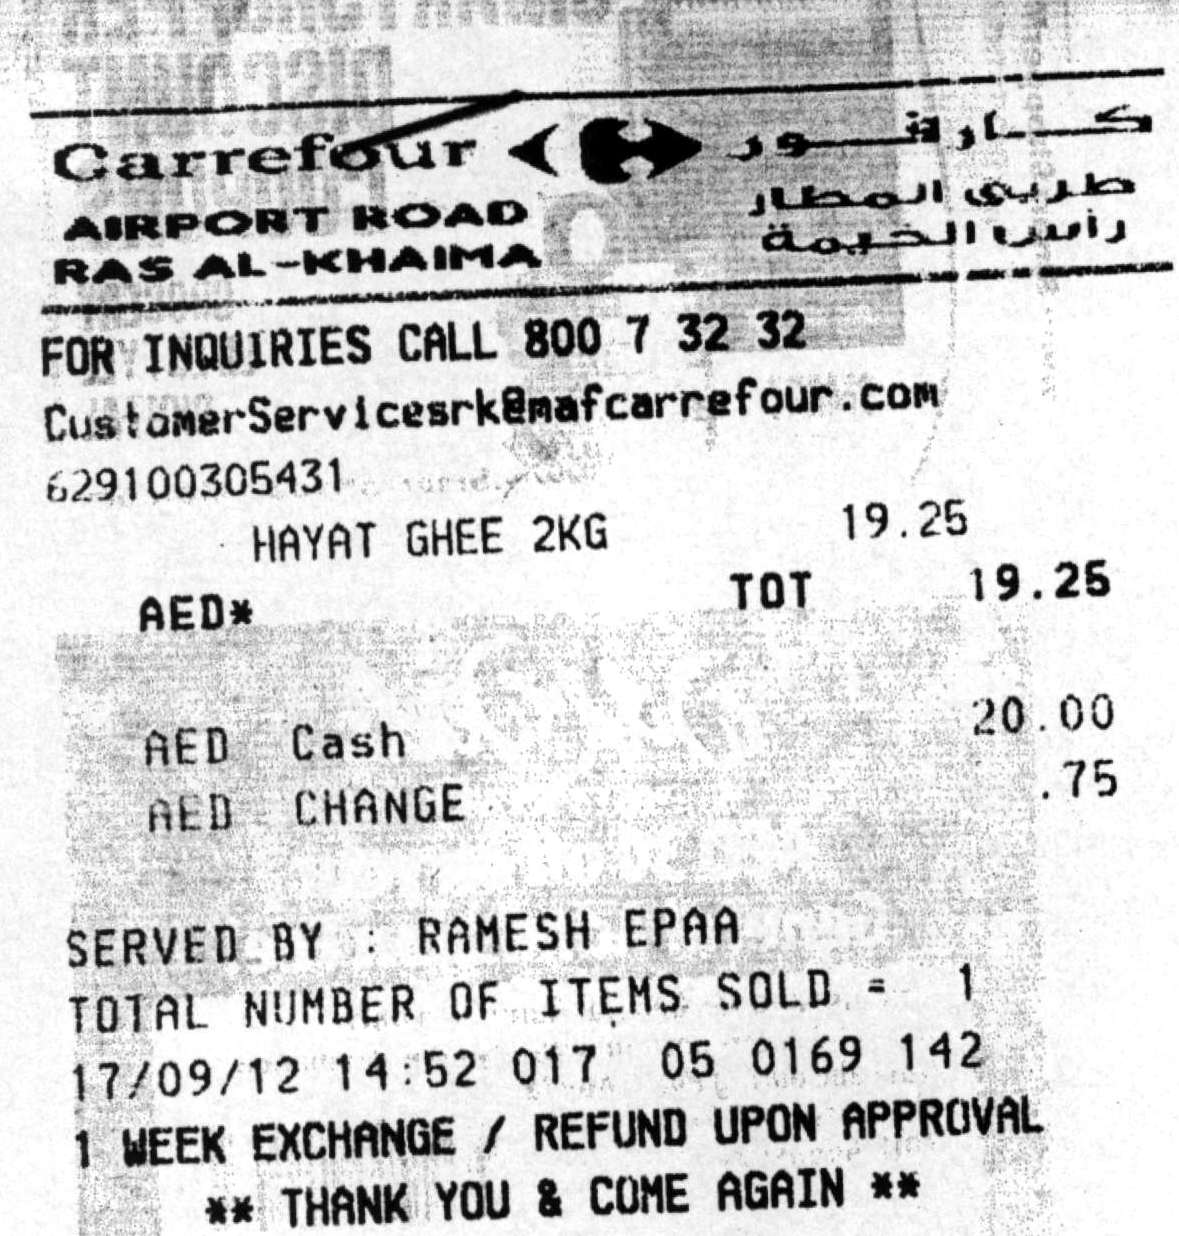 Carrefour كارفور
AIRPORT ROAD طريق المطار
RAS AL-KHAIMA رأس الخيمة
FOR INQUIRIES CALL 800 7 32 32
CustomerServicesrk@mafcarrefour.com
629100305431
HAYAT GHEE 2KG 19.25
AED* TOT 19.25
AED Cash 20.00
AED CHANGE .75
SERVED BY : RAMESH EPAA
TOTAL NUMBER OF ITEMS SOLD = 1
17/09/12 14:52 017 05 0169 142
1 WEEK EXCHANGE / REFUND UPON APPROVAL
** THANK YOU & COME AGAIN **